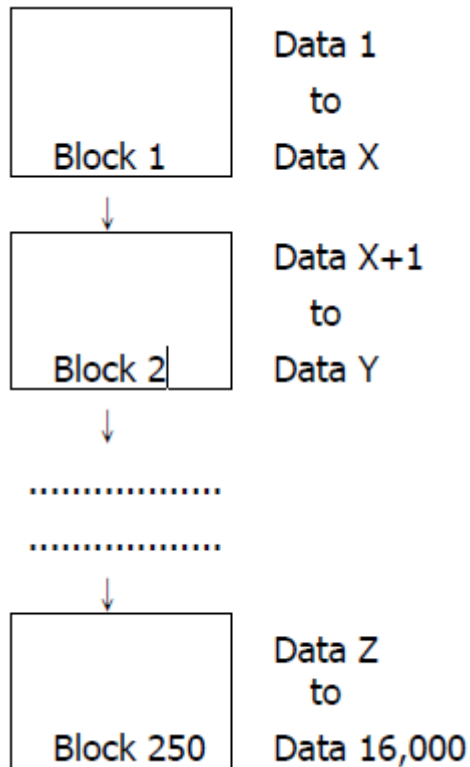 Data 1
to
Block 1 Data X
↓
Data X+1
to
Block 2 Data Y
↓
..................
..................
↓
Data Z
to
Block 250 Data 16,000